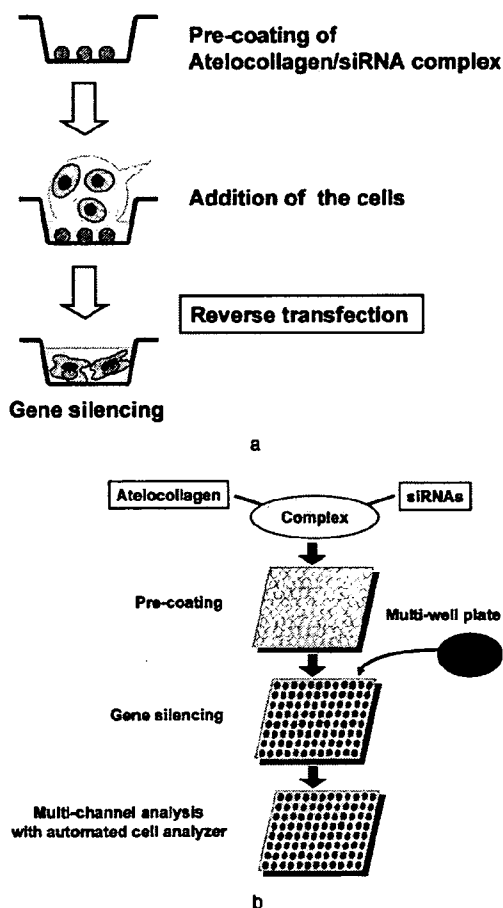 Pre-coating of
Atelocollagen/siRNA complex
Addition of the cells
Reverse transfection
Gene silencing
a
Atelocollagen
siRNAs
Complex
Pre-coating
Multi-well plate
Gene silencing
Multi-channel analysis
with automated cell analyzer
b